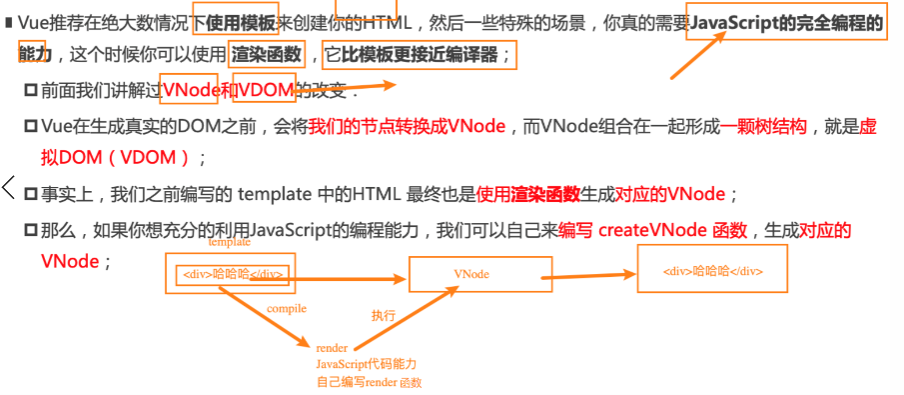 Vue推荐在绝大数情况下使用模板来创建你的HTML，然后一些特殊的场景，你真的需要JavaScript的完全编程的
能力，这个时候你可以使用 渲染函数 ，它比模板更接近编译器；
前面我们讲解过VNode和VDOM的改变：
Vue在生成真实的DOM之前，会将我们的节点转换成VNode，而VNode组合在一起形成一颗树结构，就是虚
拟DOM（VDOM）；
事实上，我们之前编写的 template 中的HTML 最终也是使用渲染函数生成对应的VNode；
那么，如果你想充分的利用JavaScript的编程能力，我们可以自己来编写 createVNode 函数，生成对应的
VNode；
template
<div>哈哈哈</div>
VNode
<div>哈哈哈</div>
compile
执行
render
JavaScript代码能力
自己编写render 函数